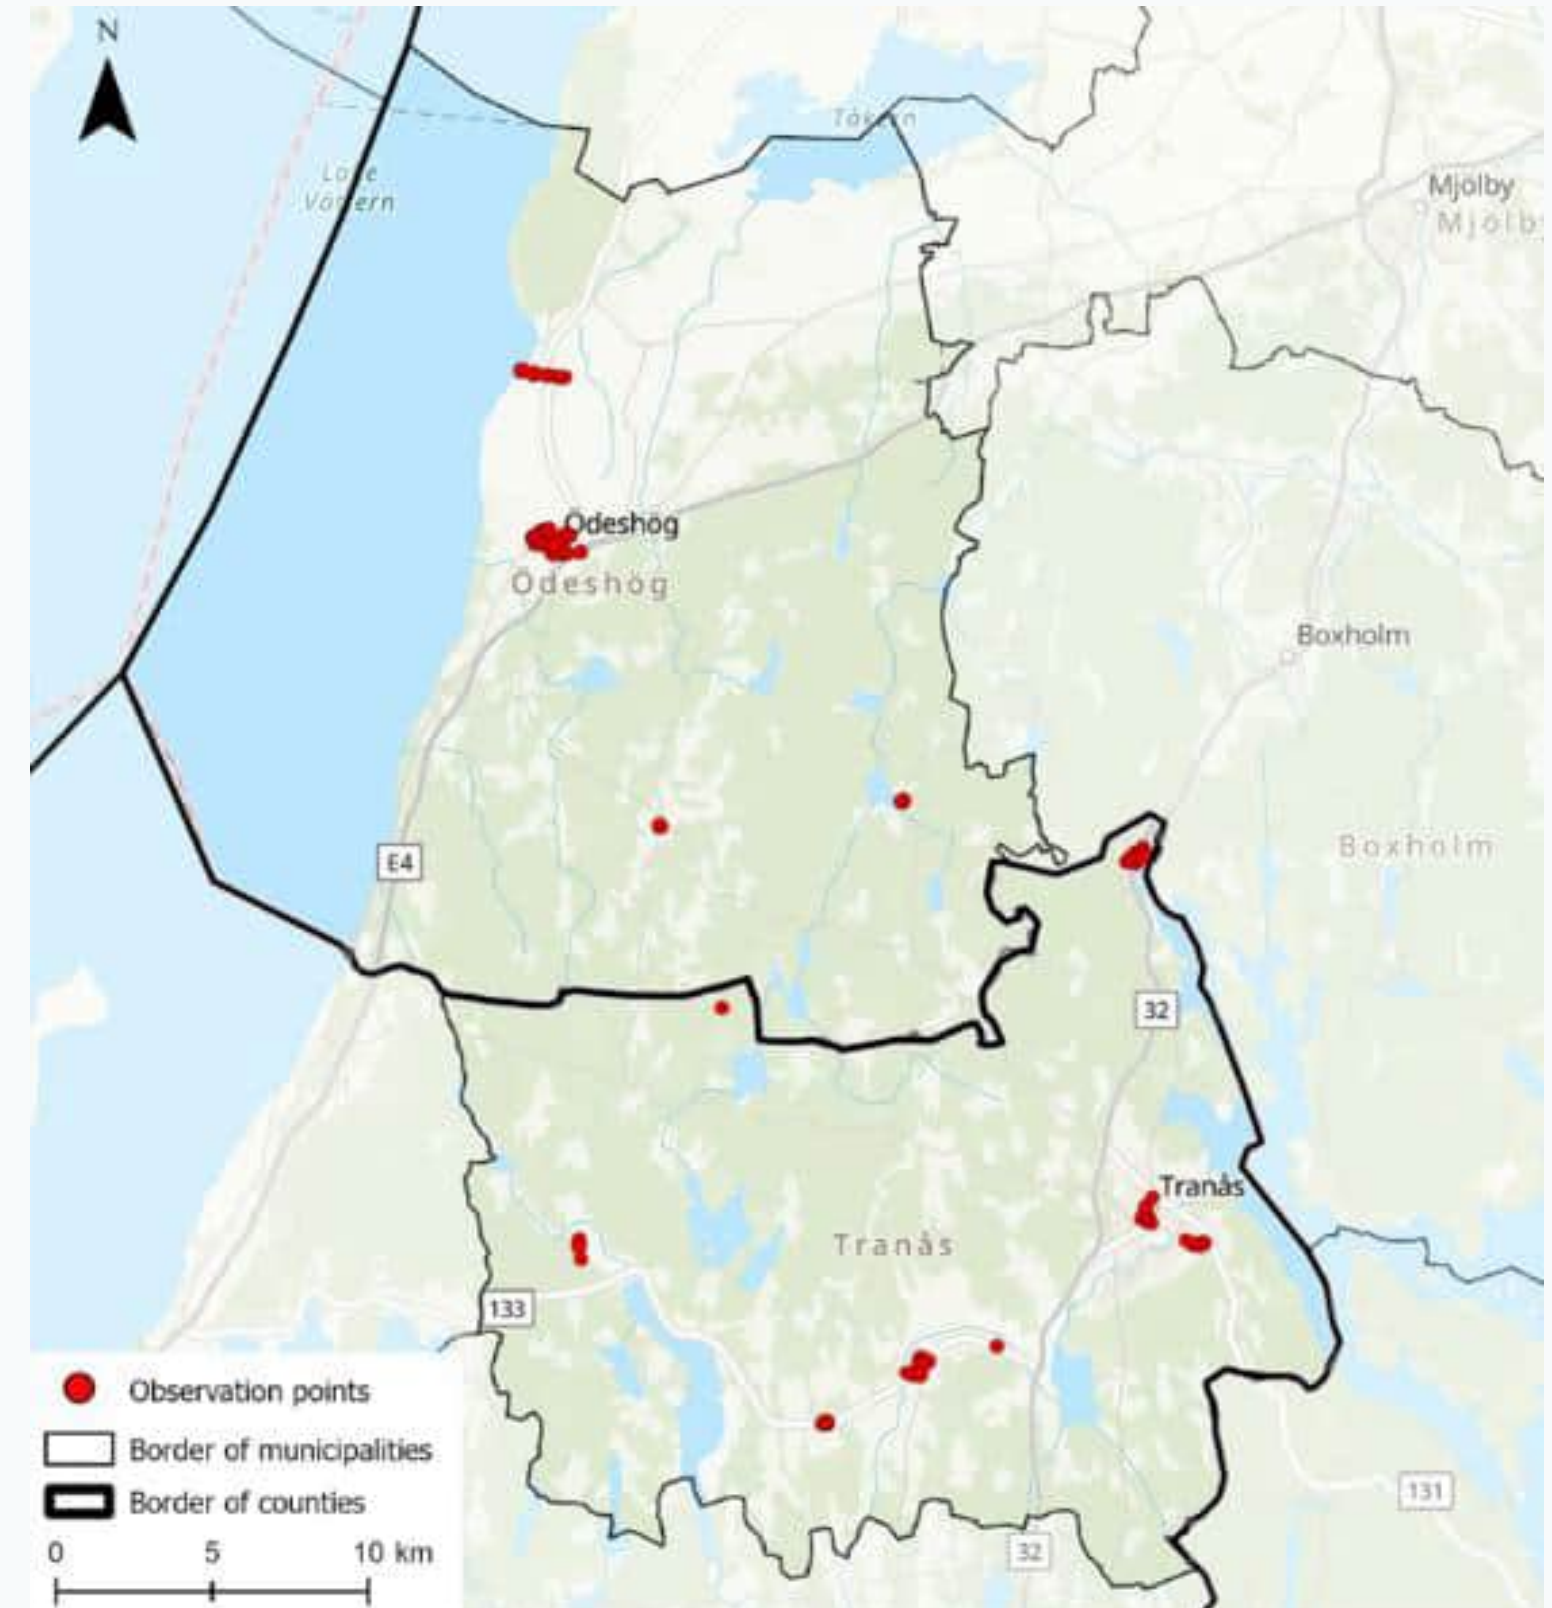 N
Tåkern
Lake
Vättern
Mjölby
Mjölby
Ödeshög
Ödeshög
Boxholm
Boxholm
E4
32
Tranås
Tranås
133
131
32
Observation points
Border of municipalities
Border of counties
0 5 10 km